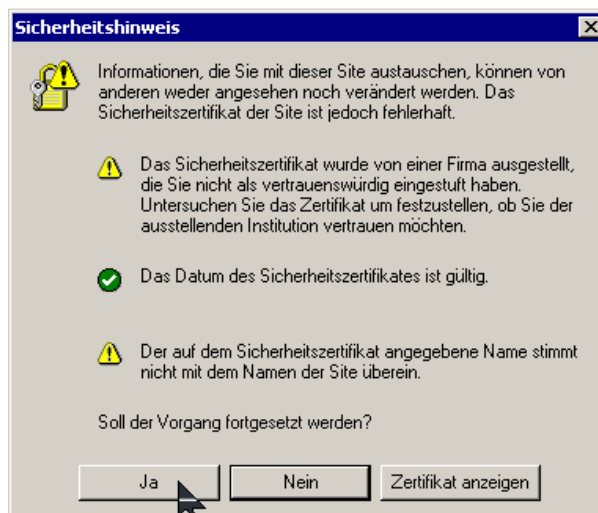 Sicherheitshinweis
Informationen, die Sie mit dieser Site austauschen, können von
anderen weder angesehen noch verändert werden. Das
Sicherheitszertifikat der Site ist jedoch fehlerhaft.
Das Sicherheitszertifikat wurde von einer Firma ausgestellt,
die Sie nicht als vertrauenswürdig eingestuft haben.
Untersuchen Sie das Zertifikat um festzustellen, ob Sie der
ausstellenden Institution vertrauen möchten.
Das Datum des Sicherheitszertifikates ist gültig.
Der auf dem Sicherheitszertifikat angegebene Name stimmt
nicht mit dem Namen der Site überein.
Soll der Vorgang fortgesetzt werden?
Ja Nein Zertifikat anzeigen